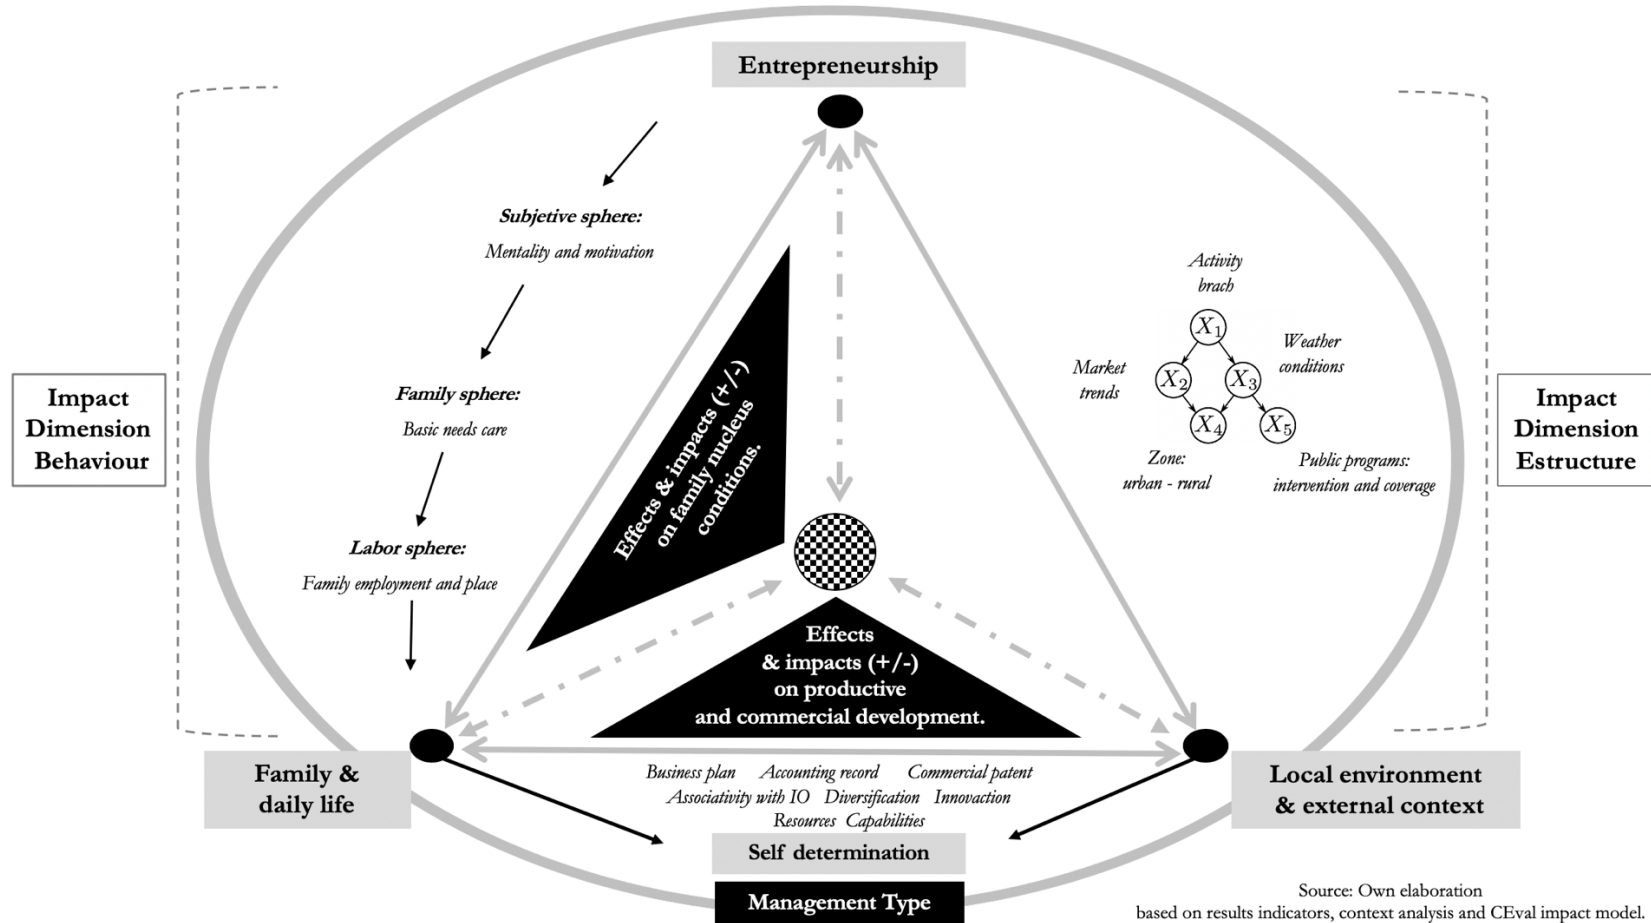 Entrepreneurship
Subjetive sphere:
Mentality and motivation
Family sphere:
Basic needs care
Labor sphere:
Family employment and place
Impact
Dimension
Behaviour
Effects & impacts (+/-)
on family nucleus
conditions.
Activity
brach
X1
Weather
conditions
Market
trends
X2
X3
X4
X5
Zone:
urban - rural
Public programs:
intervention and coverage
Impact
Dimension
Estructure
Effects
& impacts (+/-)
on productive
and commercial development.
Family &
daily life
Local environment
& external context
Business plan Accounting record Commercial patent
Associativity with IO Diversification Innovaction
Resources Capabilities
Self determination
Management Type
Source: Own elaboration
based on results indicators, context analysis and CEval impact model.